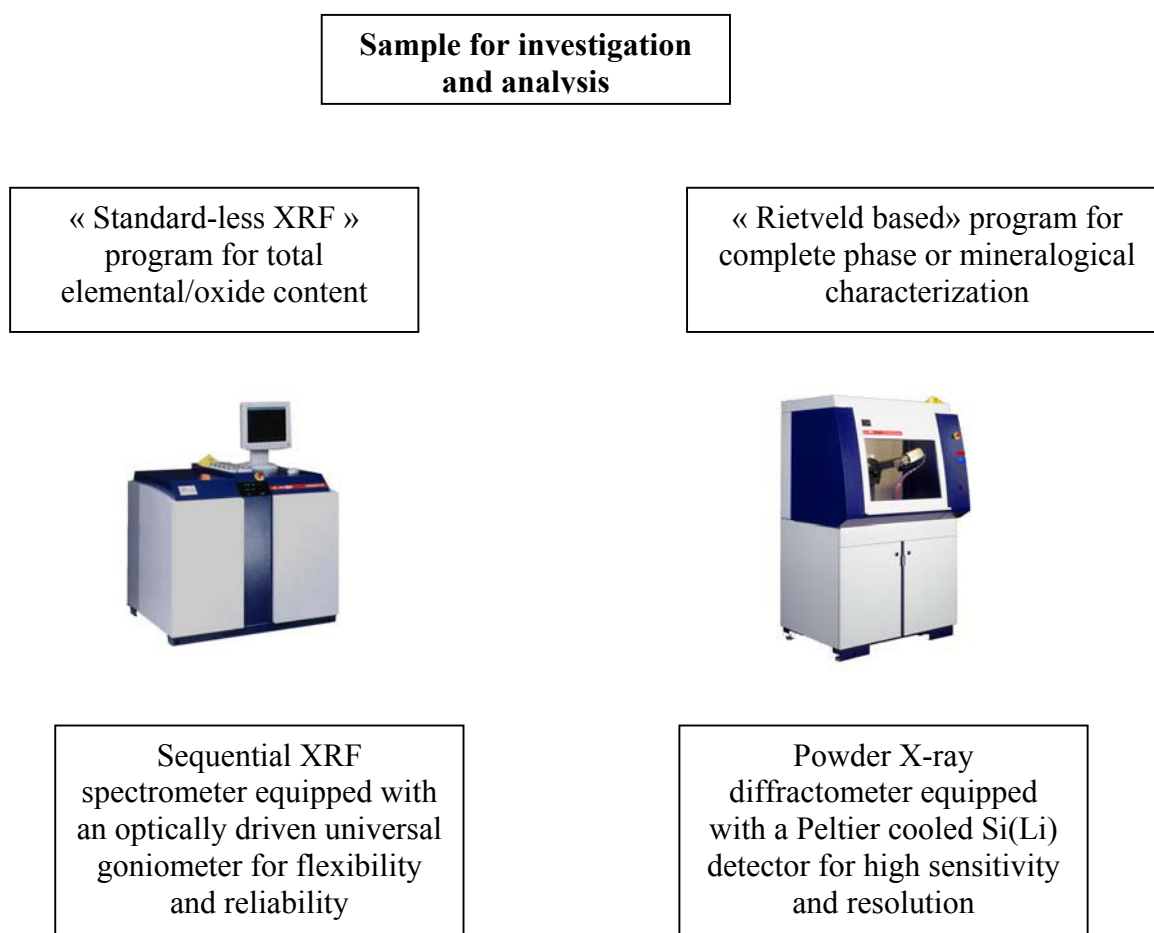 Sample for investigation
and analysis
« Standard-less XRF »
program for total
elemental/oxide content
« Rietveld based» program for
complete phase or mineralogical
characterization
Sequential XRF
spectrometer equipped with
an optically driven universal
goniometer for flexibility
and reliability
Powder X-ray
diffractometer equipped
with a Peltier cooled Si(Li)
detector for high sensitivity
and resolution